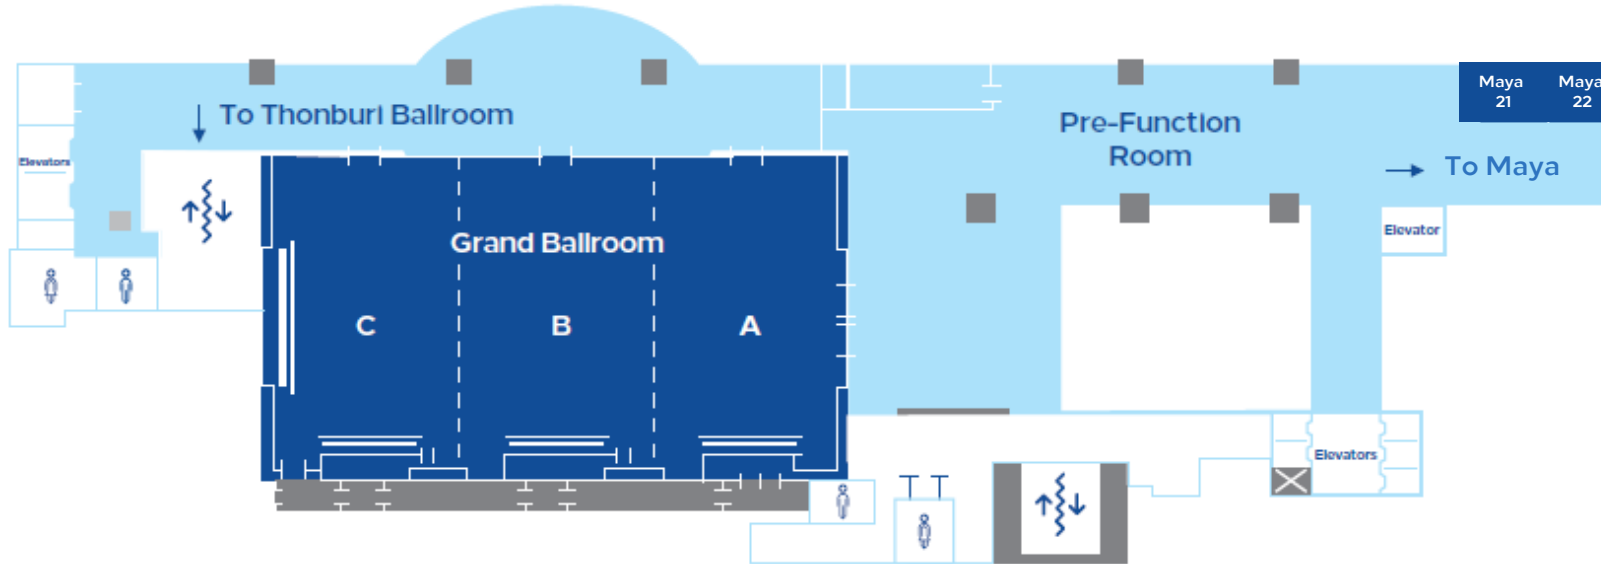 Maya
21
Maya
22
To Thonburi Ballroom
Pre-Function
Room
Elevators
To Maya
Grand Ballroom
Elevator
C
B
A
Elevators